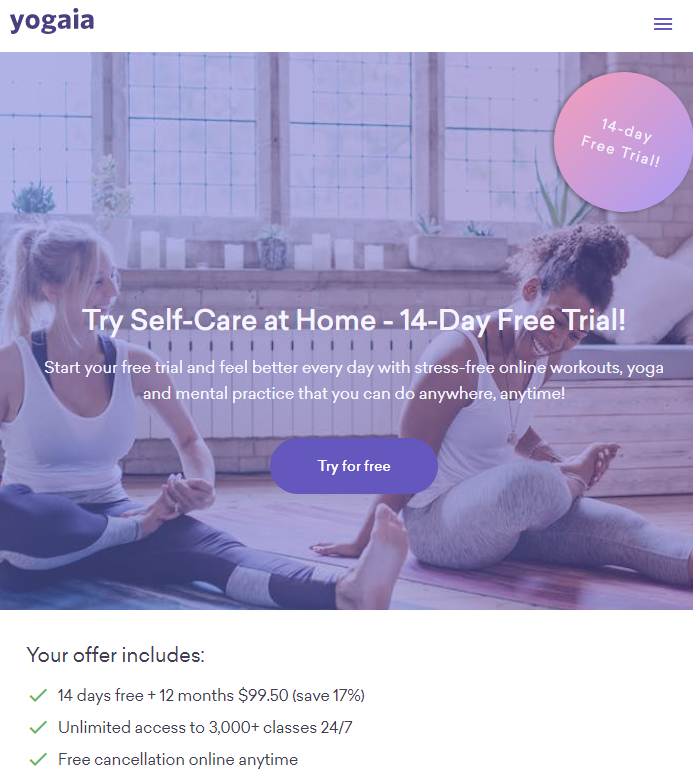 yogaia
14-day
Free Trial!
Try Self-Care at Home - 14-Day Free Trial!
Start your free trial and feel better every day with stress-free online workouts, yoga
and mental practice that you can do anywhere, anytime!
Try for free
Your offer includes:
14 days free + 12 months $99.50 (save 17%)
Unlimited access to 3,000+ classes 24/7
Free cancellation online anytime